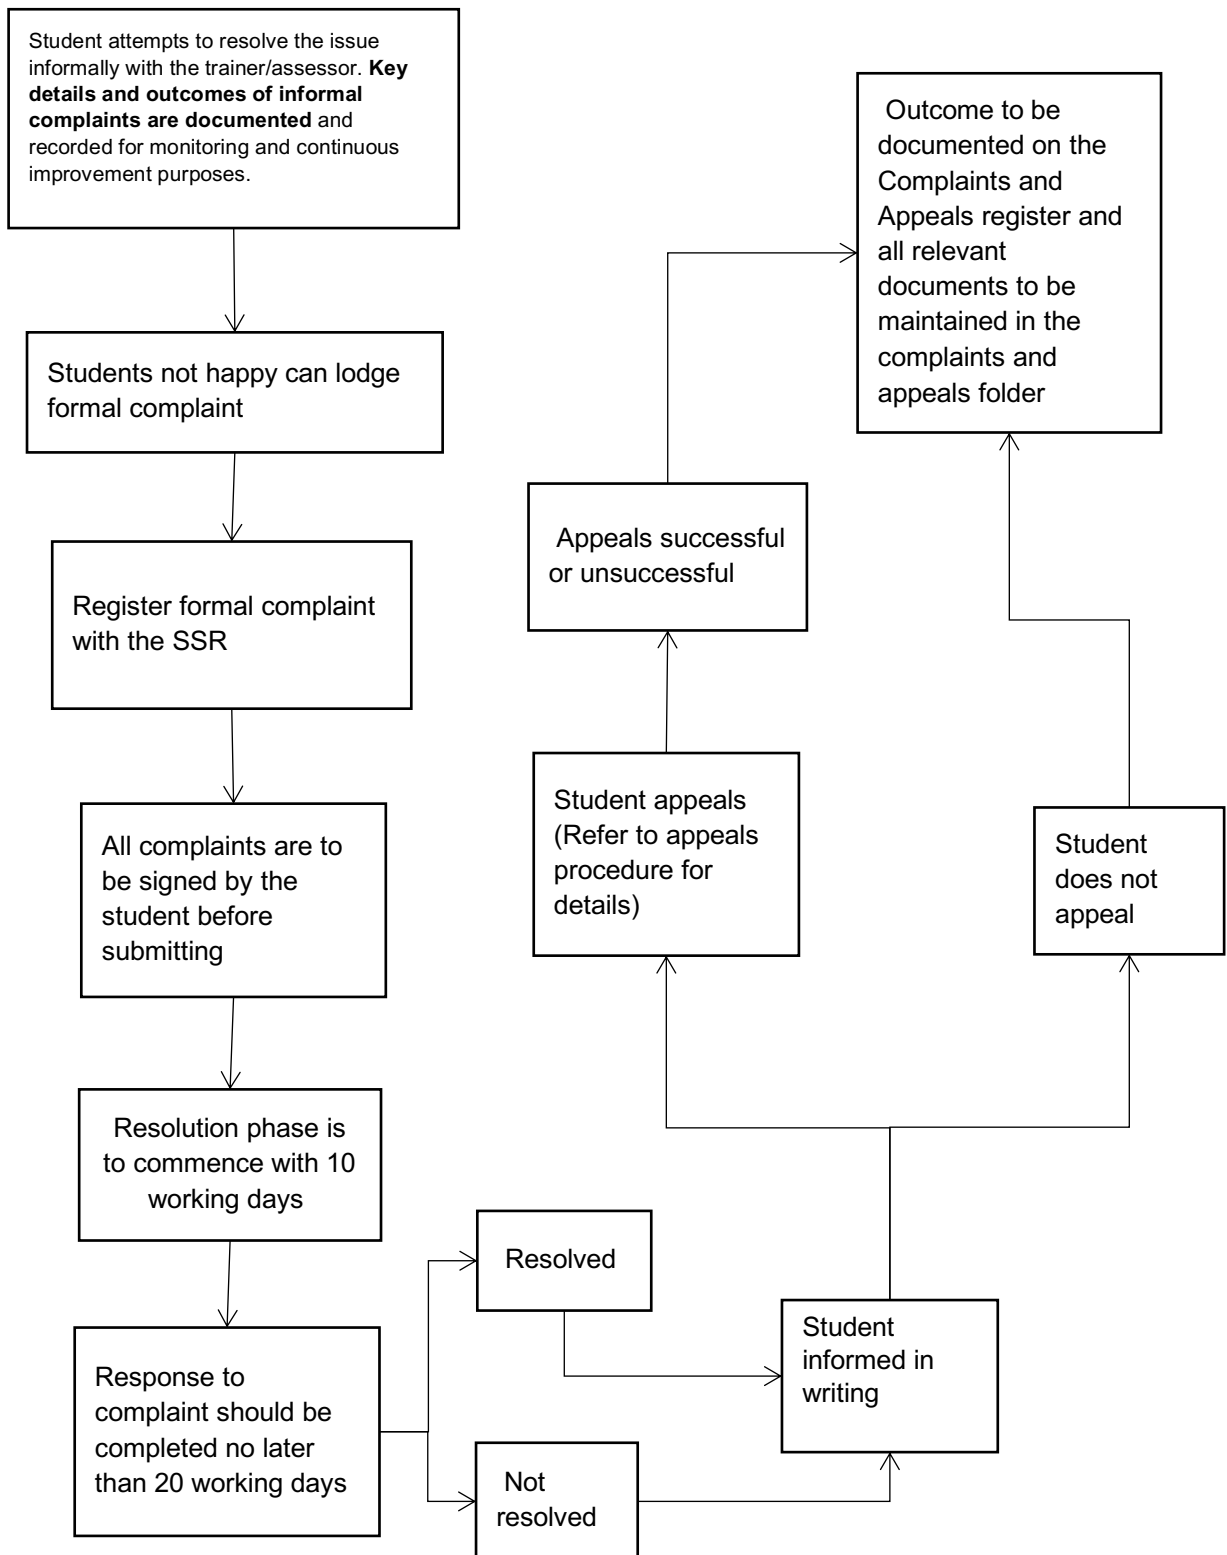 Student attempts to resolve the issue
informally with the trainer/assessor. Key
details and outcomes of informal
complaints are documented and
recorded for monitoring and continuous
improvement purposes.
Students not happy can lodge
formal complaint
Register formal complaint
with the SSR
All complaints are to
be signed by the
student before
submitting
Resolution phase is
to commence with 10
working days
Response to
complaint should be
completed no later
than 20 working days
Resolved
Not
resolved
Student
informed in
writing
Student appeals
(Refer to appeals
procedure for
details)
Student
does not
appeal
Appeals successful
or unsuccessful
Outcome to be
documented on the
Complaints and
Appeals register and
all relevant
documents to be
maintained in the
complaints and
appeals folder